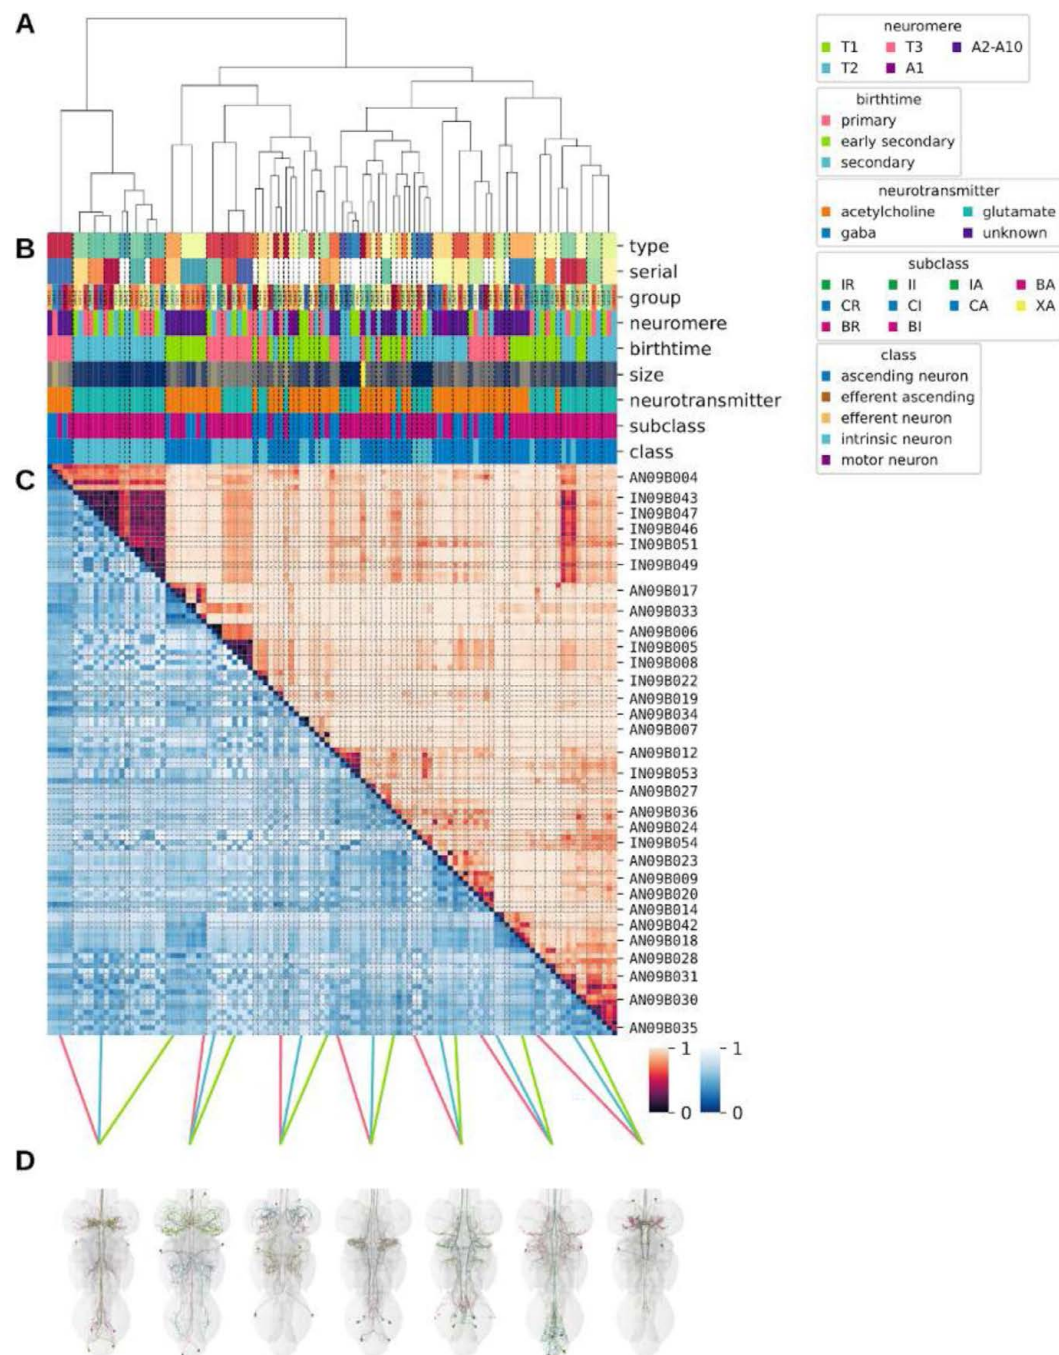 A
neuromere
T1 T3 A2-A10
T2 A1
birthtime
primary
early secondary
secondary
neurotransmitter
acetylcholine glutamate
gaba unknown
subclass
IR II IA BA
CR CI CA XA
BR BI
class
ascending neuron
efferent ascending
efferent neuron
intrinsic neuron
motor neuron
B
type
serial
group
neuromere
birthtime
size
neurotransmitter
subclass
class
C
AN09B004
IN09B043
IN09B047
IN09B046
IN09B051
IN09B049
AN09B017
AN09B033
AN09B006
IN09B005
IN09B008
IN09B022
AN09B019
AN09B034
AN09B007
AN09B012
IN09B053
AN09B027
AN09B036
AN09B024
IN09B054
AN09B023
AN09B009
AN09B020
AN09B014
AN09B042
AN09B018
AN09B028
AN09B031
AN09B030
AN09B035
1 1
0 0
D